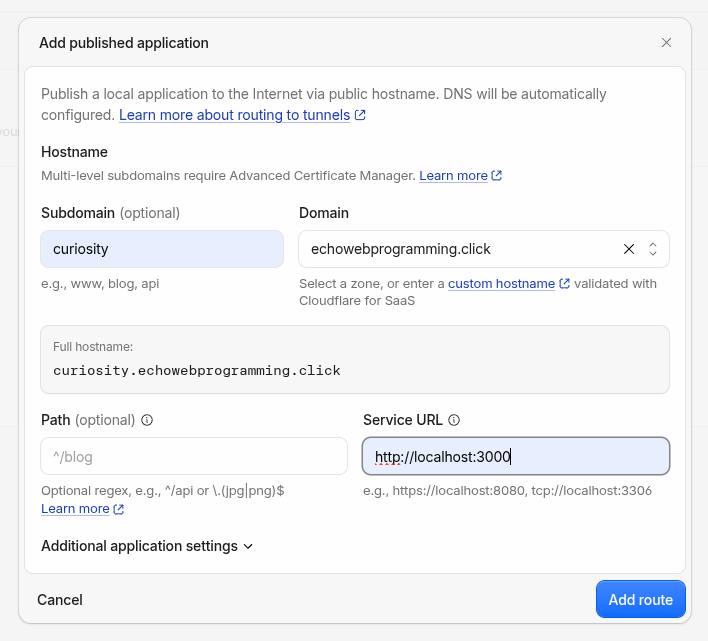 Add published application
Publish a local application to the Internet via public hostname. DNS will be automatically
configured. Learn more about routing to tunnels
Hostname
Multi-level subdomains require Advanced Certificate Manager. Learn more
Subdomain (optional)
Domain
curiosity
echowebprogramming.click
e.g., www, blog, api
Select a zone, or enter a custom hostname validated with
Cloudflare for SaaS
Full hostname:
curiosity.echowebprogramming.click
Path (optional)
Service URL
^/blog
http://localhost:3000
Optional regex, e.g., ^/api or \.(jpg|png)$
Learn more
e.g., https://localhost:8080, tcp://localhost:3306
Additional application settings
Cancel
Add route